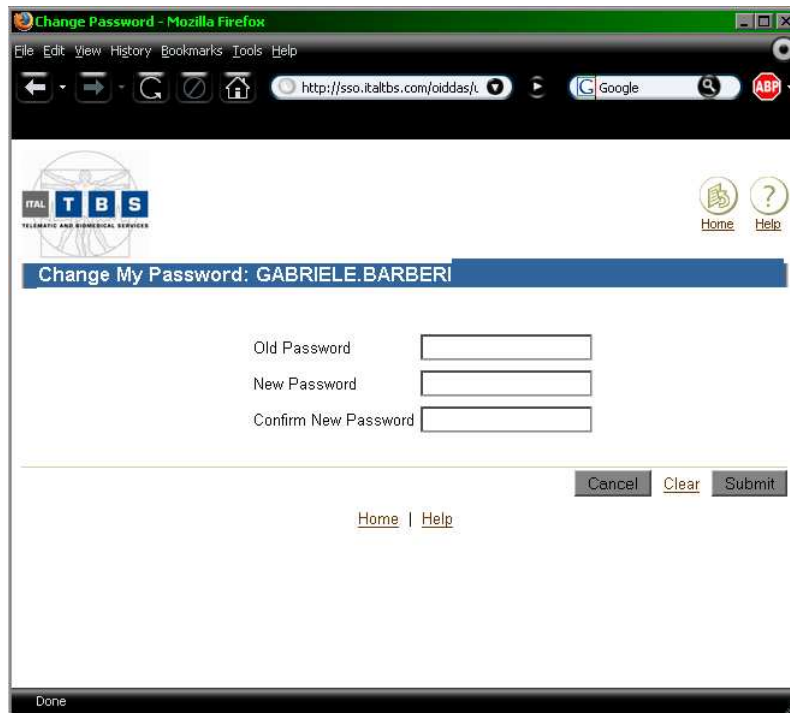 Change Password - Mozilla Firefox
File Edit View History Bookmarks Tools Help
http://sso.italtbs.com/oiddas/u
G Google
ABP
ITAL T B S
TELEMATIC AND BIOMEDICAL SERVICES
Home
Help
Change My Password: GABRIELE.BARBERI
Old Password
New Password
Confirm New Password
Cancel Clear Submit
Home | Help
Done